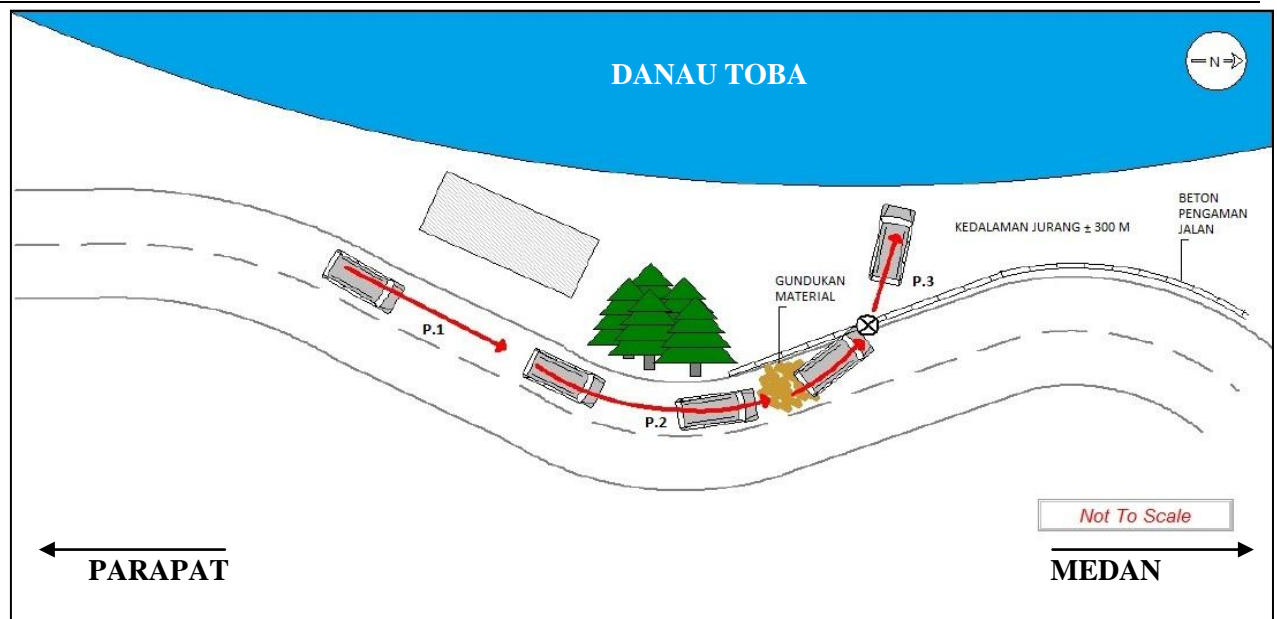 DANAU TOBA
N
BETON
PENGAMAN
JALAN
KEDALAMAN JURANG ± 300 M
GUNDUKAN
MATERIAL
P.3
P.1
P.2
Not To Scale
PARAPAT
MEDAN